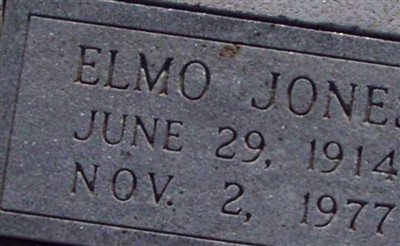 ELMO JONES
JUNE 29, 1914
NOV. 2, 1977